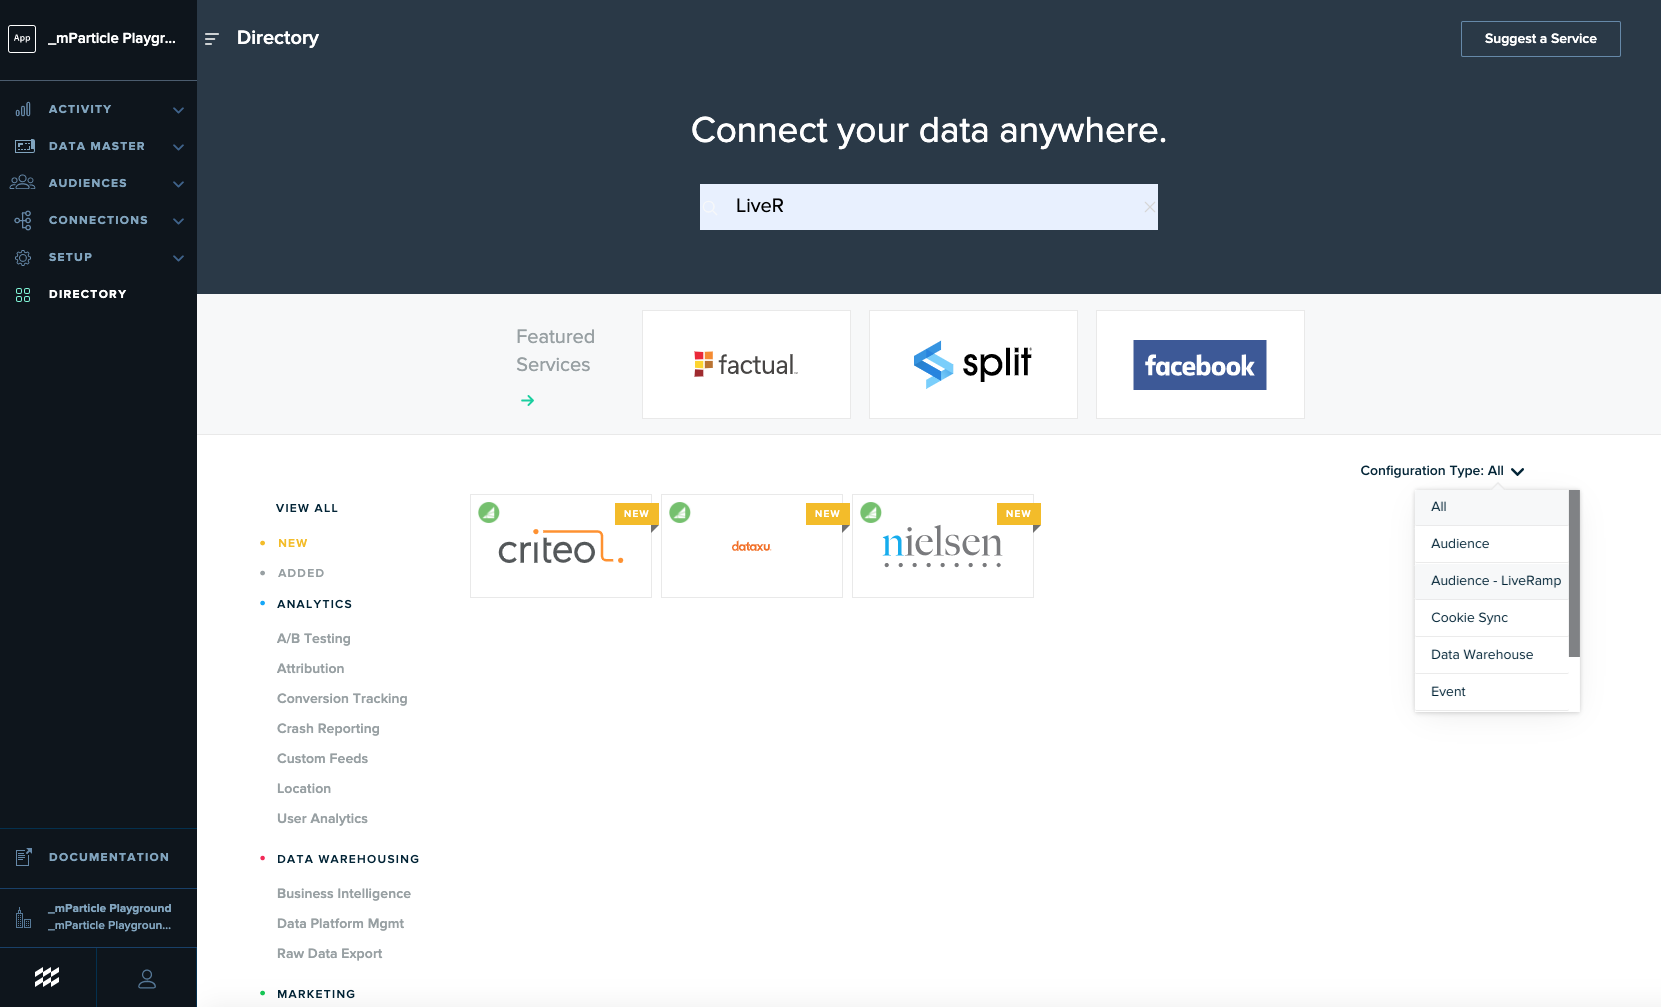 App
_mParticle Playgr...
ACTIVITY
DATA MASTER
AUDIENCES
CONNECTIONS
SETUP
DIRECTORY
DOCUMENTATION
_mParticle Playground
_mParticle Playgroun...
Directory
Suggest a Service
Connect your data anywhere.
LiveR
Featured
Services
factual
split
facebook
Configuration Type: All
All
Audience
Audience - LiveRamp
Cookie Sync
Data Warehouse
Event
VIEW ALL
NEW
ADDED
ANALYTICS
A/B Testing
Attribution
Conversion Tracking
Crash Reporting
Custom Feeds
Location
User Analytics
DATA WAREHOUSING
Business Intelligence
Data Platform Mgmt
Raw Data Export
MARKETING
NEW
criteo
NEW
dataxu
NEW
nielsen